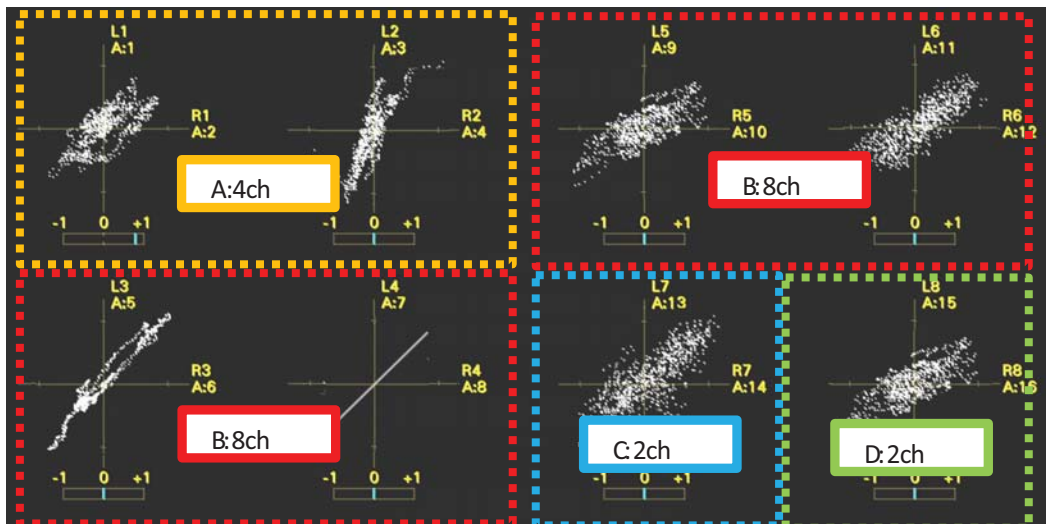 L1
A:1
R1
A:2
-1 0 +1
L2
A:3
R2
A:4
-1 0 +1
A:4ch
L5
A:9
R5
A:10
-1 0 +1
L6
A:11
R6
A:12
-1 0 +1
B:8ch
L3
A:5
R3
A:6
-1 0 +1
L4
A:7
R4
A:8
-1 0 +1
B:8ch
L7
A:13
R7
A:14
-1 0 +1
C:2ch
L8
A:15
R8
A:16
-1 0 +1
D:2ch